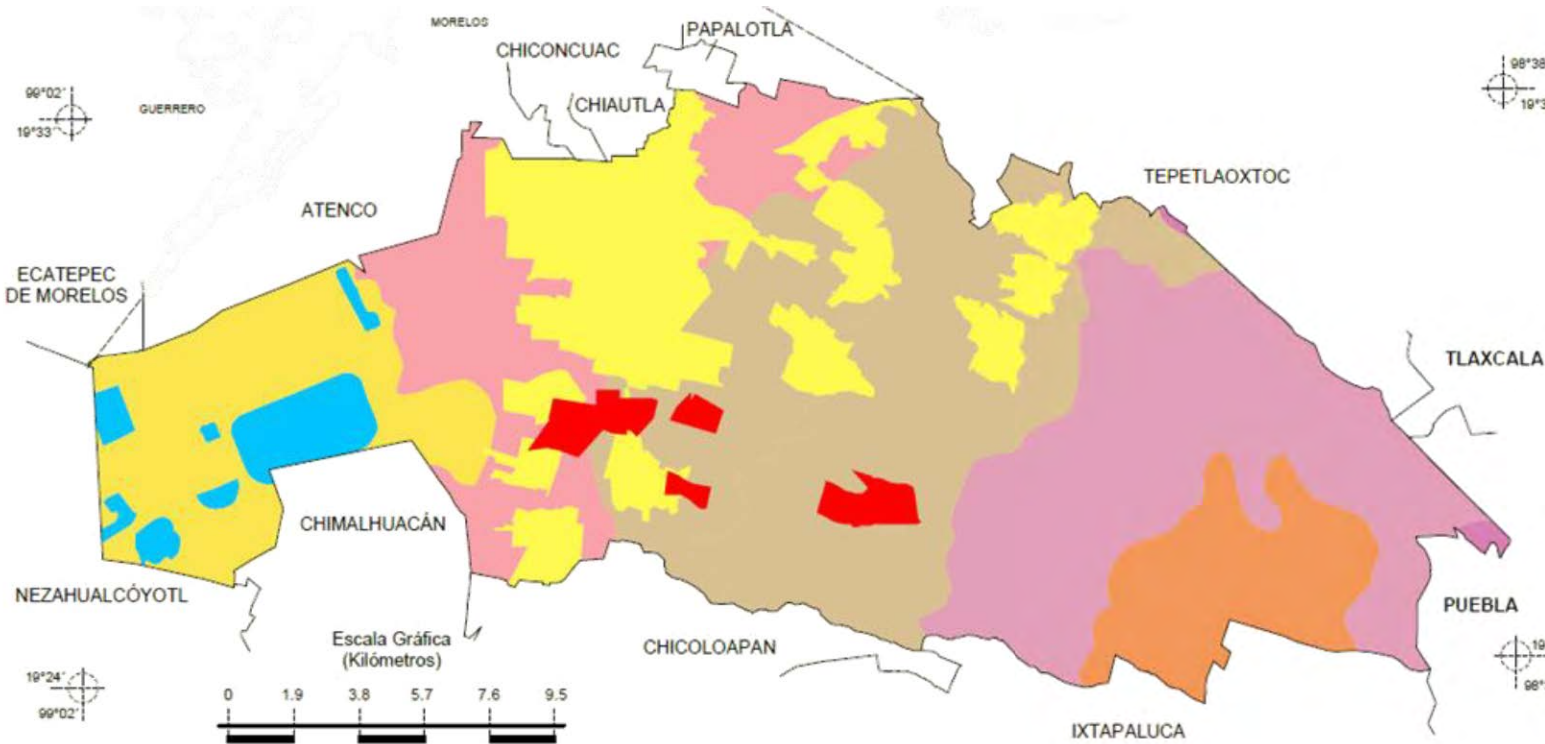 MORELOS
PAPALOTLA
CHICONCUAC
98°38'
99°02'
CHIAUTLA
GUERRERO
19°33'
TEPETLAOXTOC
ATENCO
ECATEPEC
DE MORELOS
TLAXCALA
CHIMALHUACÁN
NEZAHUALCÓYOTL
PUEBLA
Escala Gráfica
(Kilómetros)
CHICOLOAPAN
19°24'
99°02'
0 1.9 3.8 5.7 7.6 9.5
IXTAPALUCA